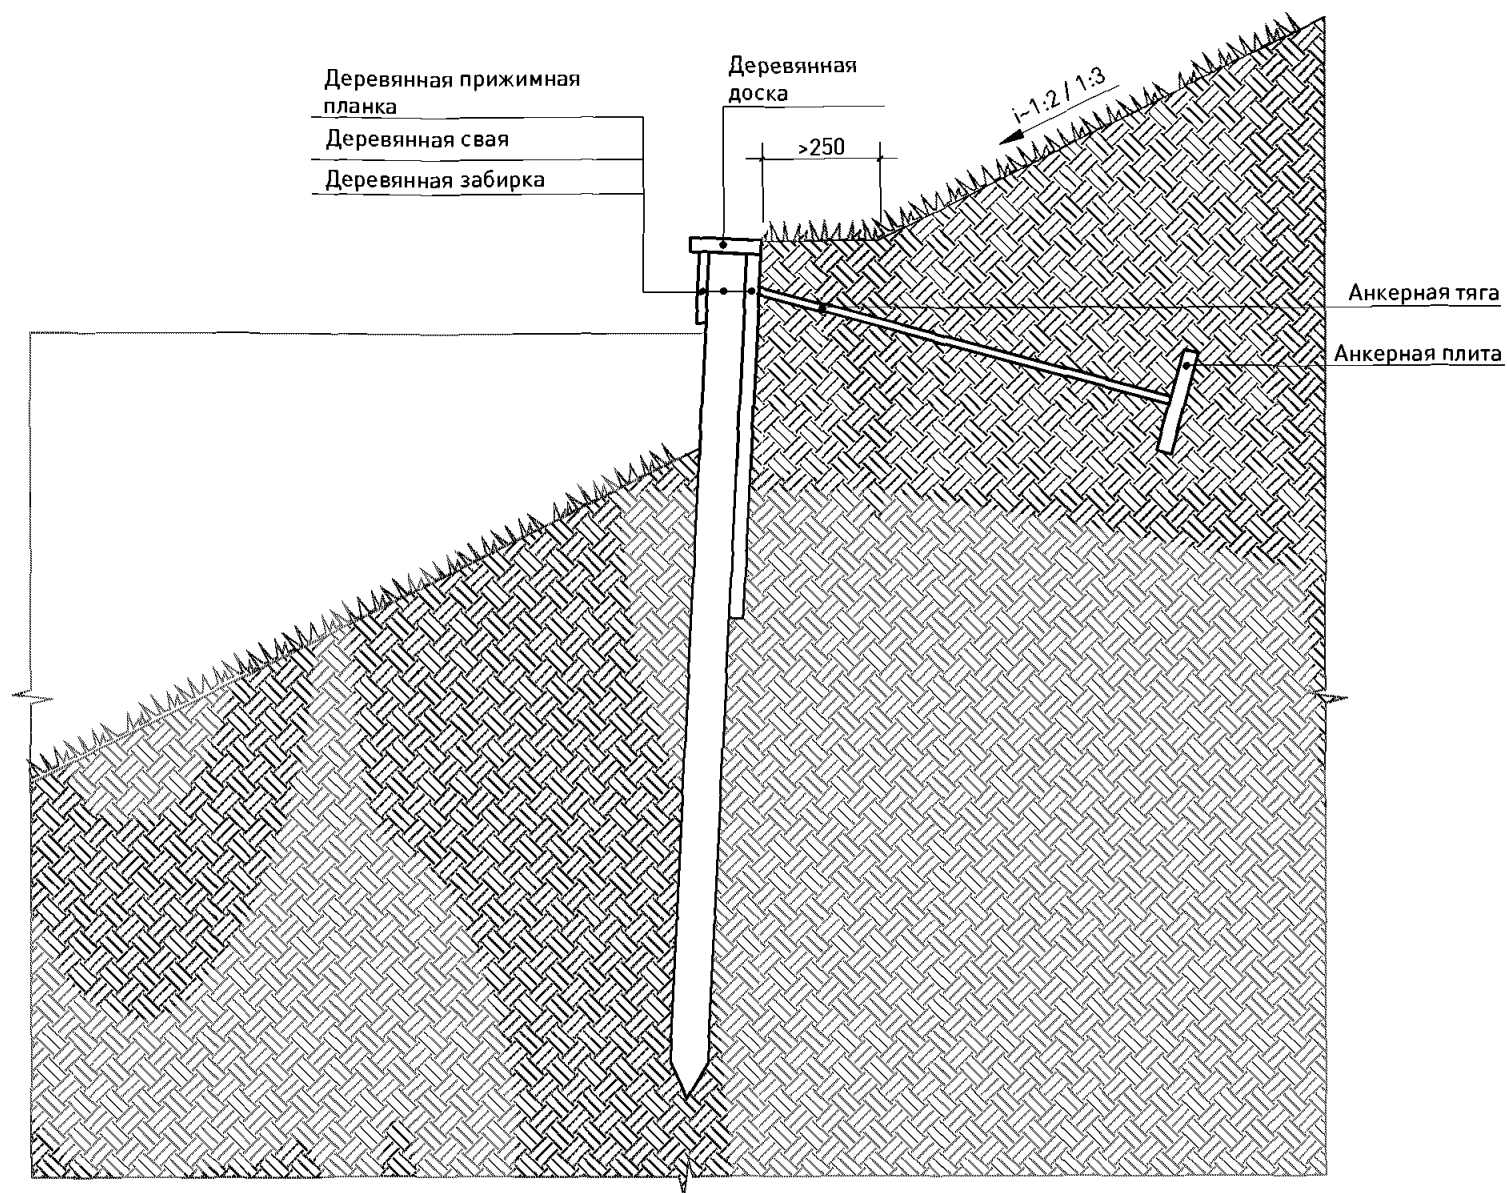 Деревянная прижимная
планка
Деревянная свая
Деревянная забирка
Деревянная
доска
>250
i~1:2 / 1:3
Анкерная тяга
Анкерная плита